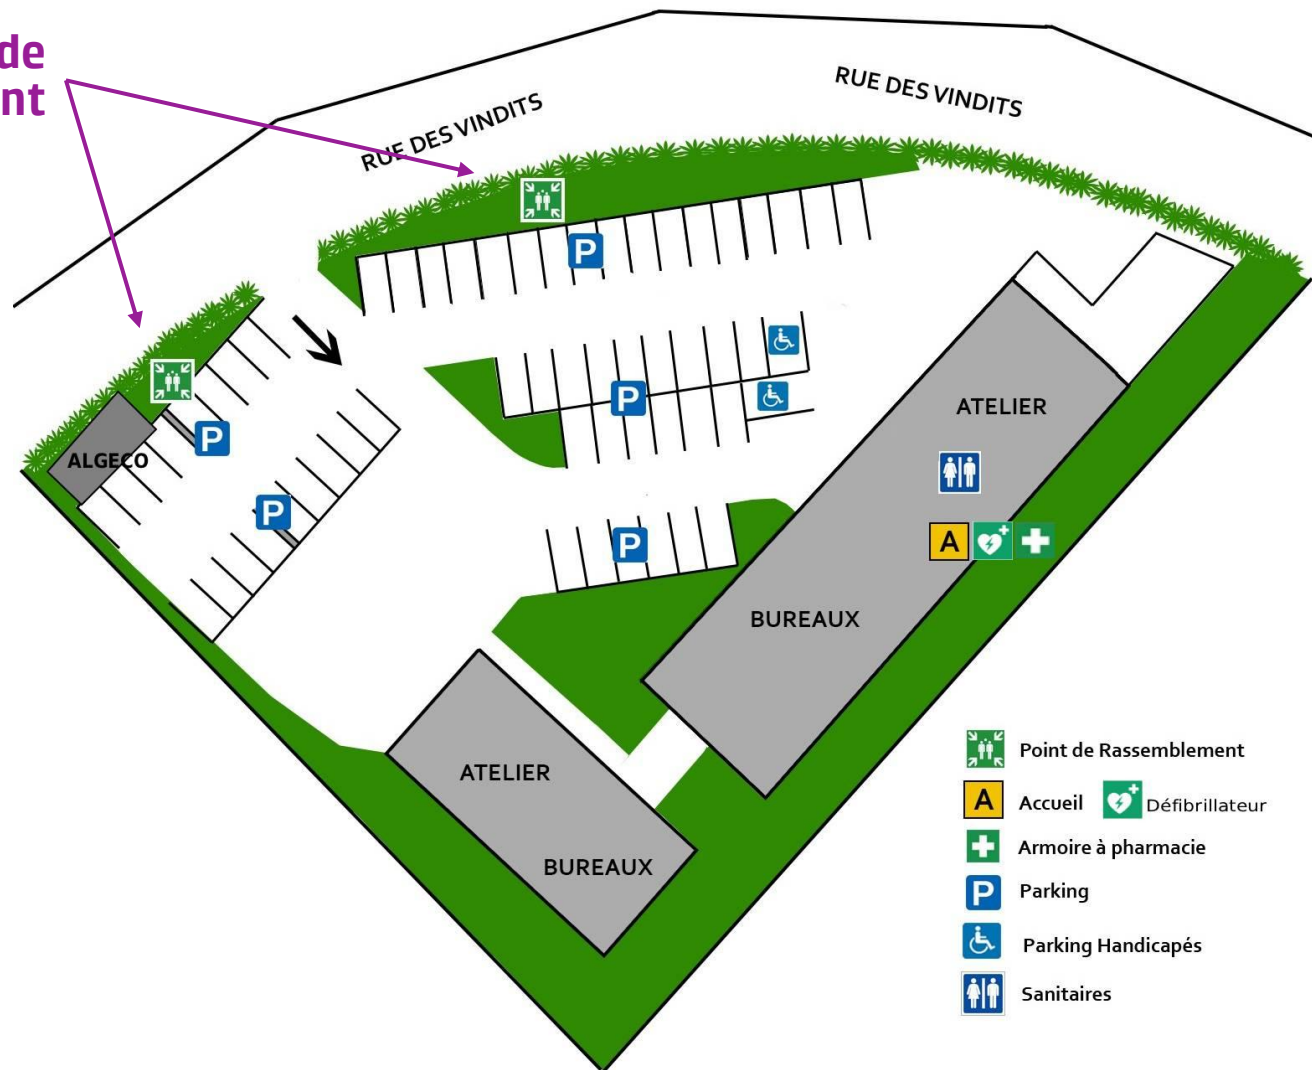 de
nt
RUE DES VINDITS
RUE DES VINDITS
P
P
ATELIER
P
ALGECO
P
P
A
BUREAUX
ATELIER
BUREAUX
Point de Rassemblement
A Accueil Défibrillateur
Armoire à pharmacie
P Parking
Parking Handicapés
Sanitaires